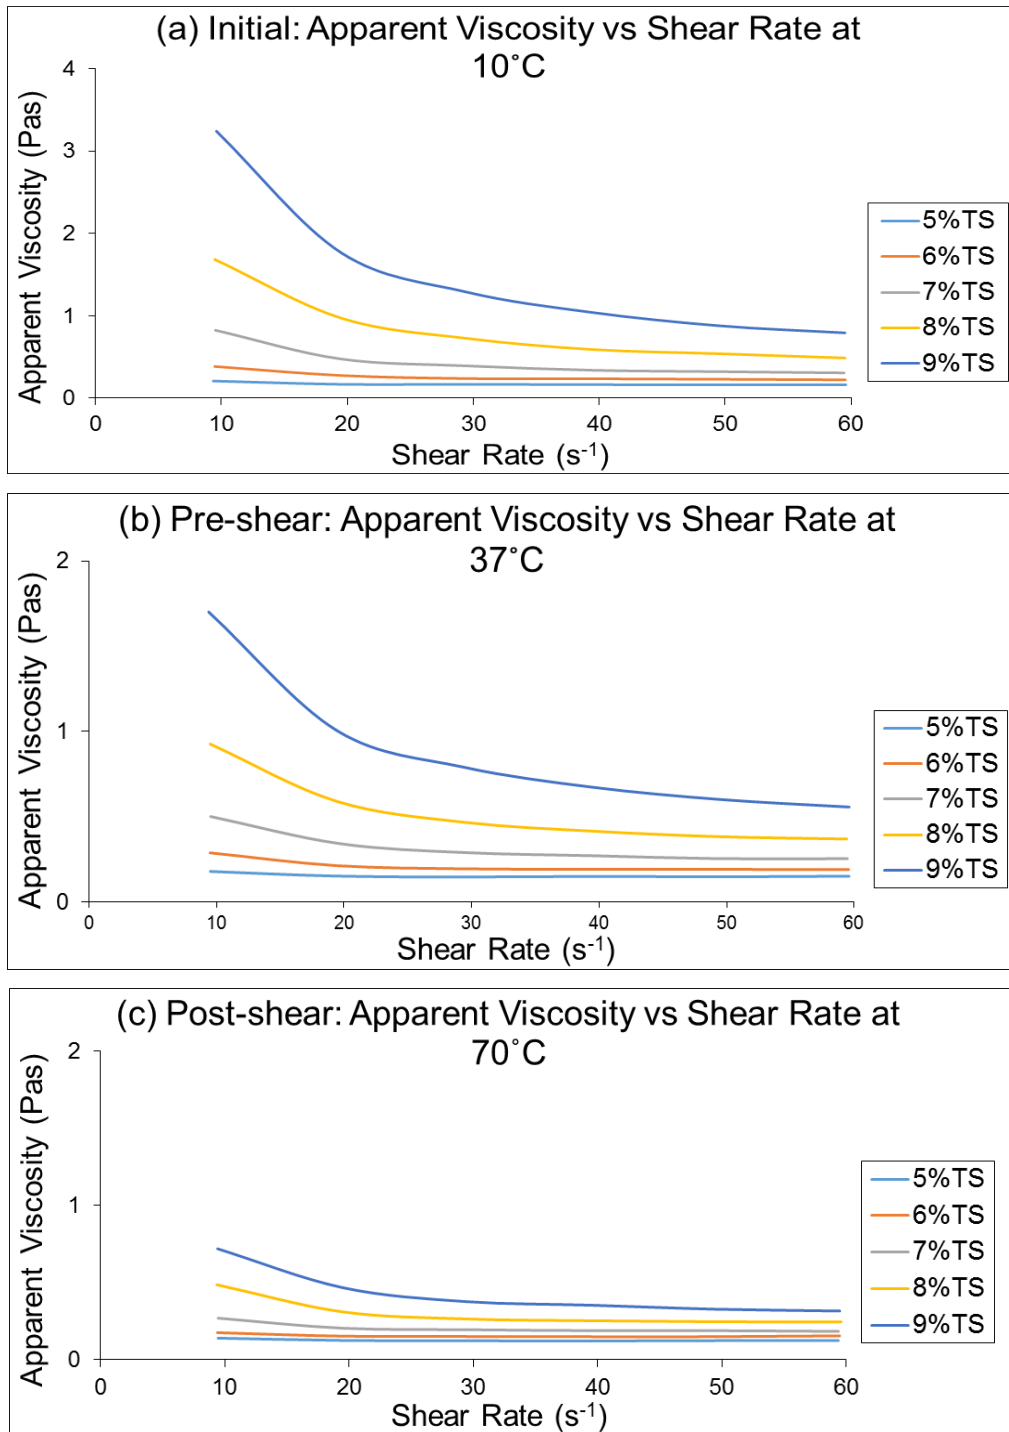 (a) Initial: Apparent Viscosity vs Shear Rate at
10˚C
Apparent Viscosity (Pas)
4
3
2
1
0
0 10 20 30 40 50 60
Shear Rate (s-1)
5%TS
6%TS
7%TS
8%TS
9%TS
(b) Pre-shear: Apparent Viscosity vs Shear Rate at
37˚C
Apparent Viscosity (Pas)
2
1
0
0 10 20 30 40 50 60
Shear Rate (s-1)
5%TS
6%TS
7%TS
8%TS
9%TS
(c) Post-shear: Apparent Viscosity vs Shear Rate at
70˚C
Apparent Viscosity (Pas)
2
1
0
0 10 20 30 40 50 60
Shear Rate (s-1)
5%TS
6%TS
7%TS
8%TS
9%TS